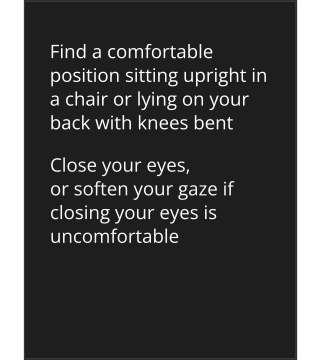 Find a comfortable
position sitting upright in
a chair or lying on your
back with knees bent
Close your eyes,
or soften your gaze if
closing your eyes is
uncomfortable